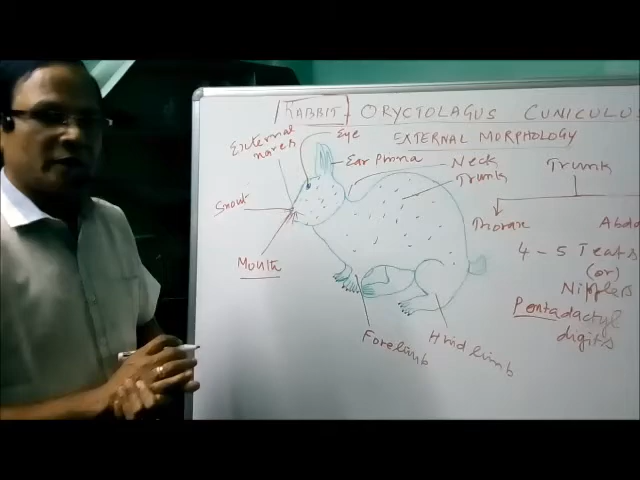 RABBIT ORYCTOLAGUS CUNICULUS
EXTERNAL MORPHOLOGY
External nares
Eye
Ear pinna
Neck
Trunk
Snout
Mouth
Forelimb
Hind limb
Trunk
Thorax
Abdo
4 - 5 Teats
(or)
Nipples
Pentadactyl
digits